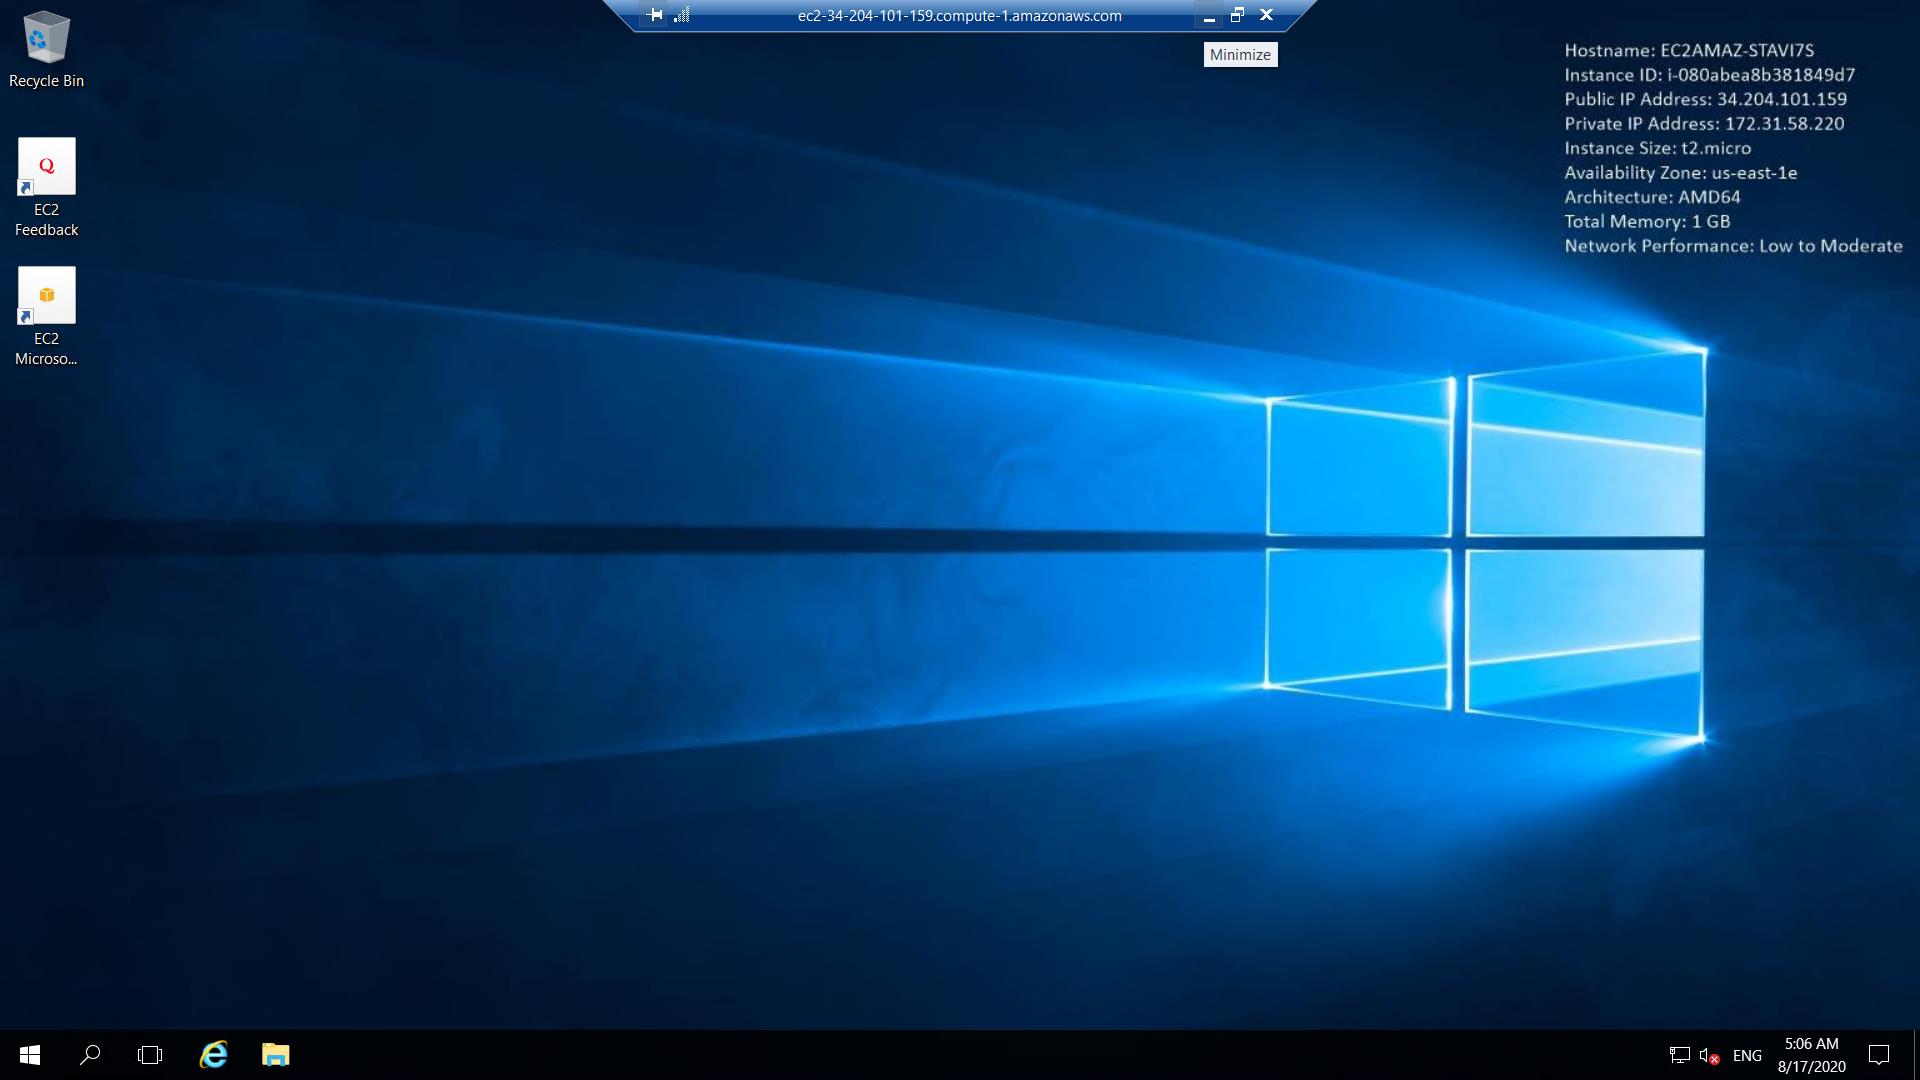 ec2-34-204-101-159.compute-1.amazonaws.com
Minimize
Recycle Bin
Q
EC2
Feedback
EC2
Microso...
Hostname: EC2AMAZ-STAVI7S
Instance ID: i-080abea8b381849d7
Public IP Address: 34.204.101.159
Private IP Address: 172.31.58.220
Instance Size: t2.micro
Availability Zone: us-east-1e
Architecture: AMD64
Total Memory: 1 GB
Network Performance: Low to Moderate
ENG
5:06 AM
8/17/2020